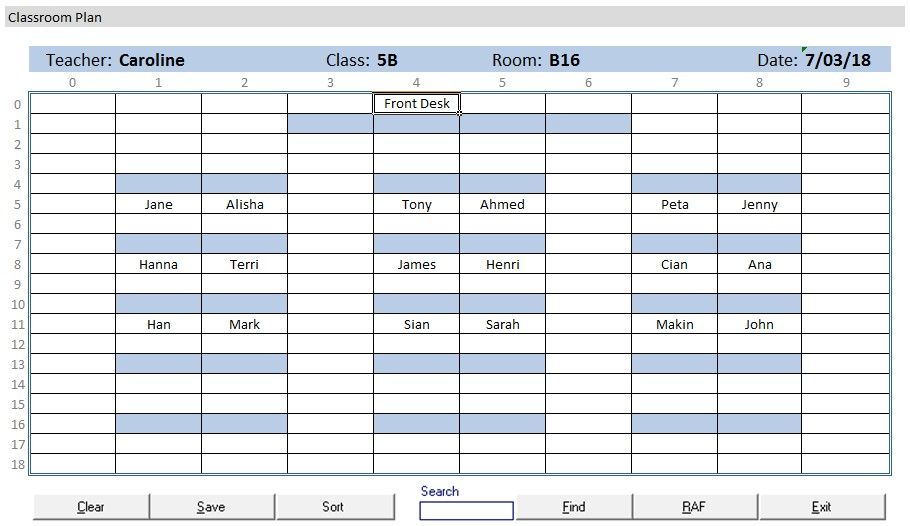 Classroom Plan
Teacher: Caroline Class: 5B Room: B16 Date: 7/03/18
0 1 2 3 4 5 6 7 8 9
0 Front Desk
1
2
3
4
5 Jane Alisha Tony Ahmed Peta Jenny
6
7
8 Hanna Terri James Henri Cian Ana
9
10
11 Han Mark Sian Sarah Makin John
12
13
14
15
16
17
18
Search
Clear Save Sort Find RAF Exit